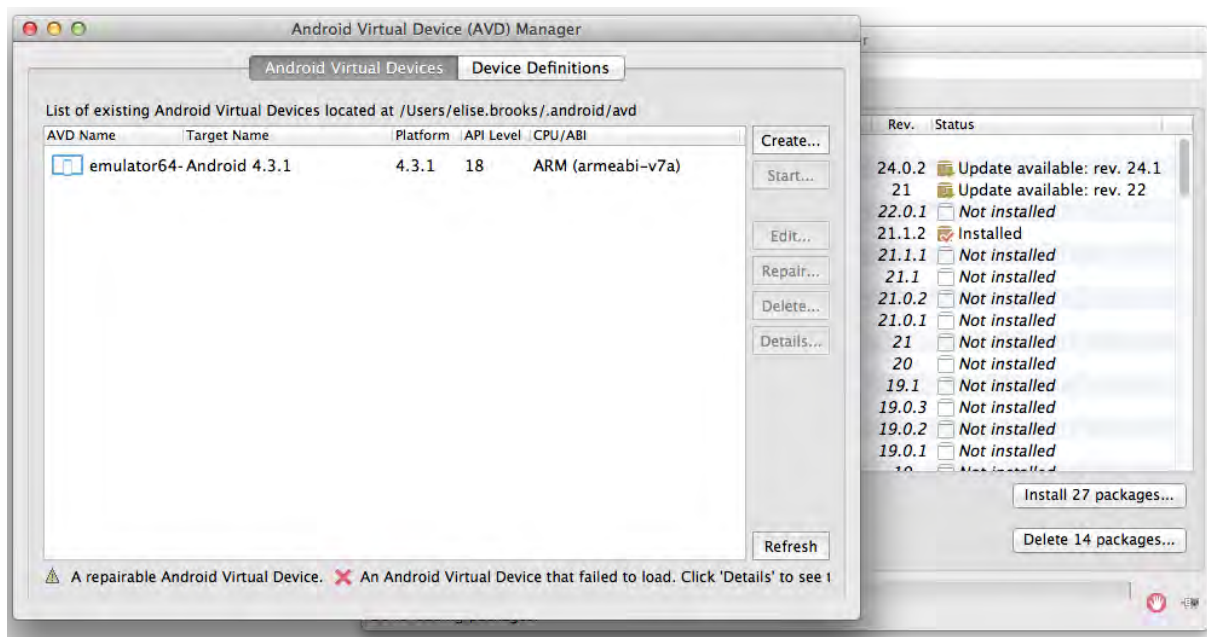 Android Virtual Device (AVD) Manager
Android Virtual Devices Device Definitions
List of existing Android Virtual Devices located at /Users/elise.brooks/.android/avd
AVD Name Target Name Platform API Level CPU/ABI
emulator64- Android 4.3.1 4.3.1 18 ARM (armeabi-v7a)
Create...
Start...
Edit...
Repair...
Delete...
Details...
Refresh
A repairable Android Virtual Device. An Android Virtual Device that failed to load. Click 'Details' to see t
r
Rev. Status
24.0.2 Update available: rev. 24.1
21 Update available: rev. 22
22.0.1 Not installed
21.1.2 Installed
21.1.1 Not installed
21.1 Not installed
21.0.2 Not installed
21.0.1 Not installed
21 Not installed
20 Not installed
19.1 Not installed
19.0.3 Not installed
19.0.2 Not installed
19.0.1 Not installed
Install 27 packages...
Delete 14 packages...